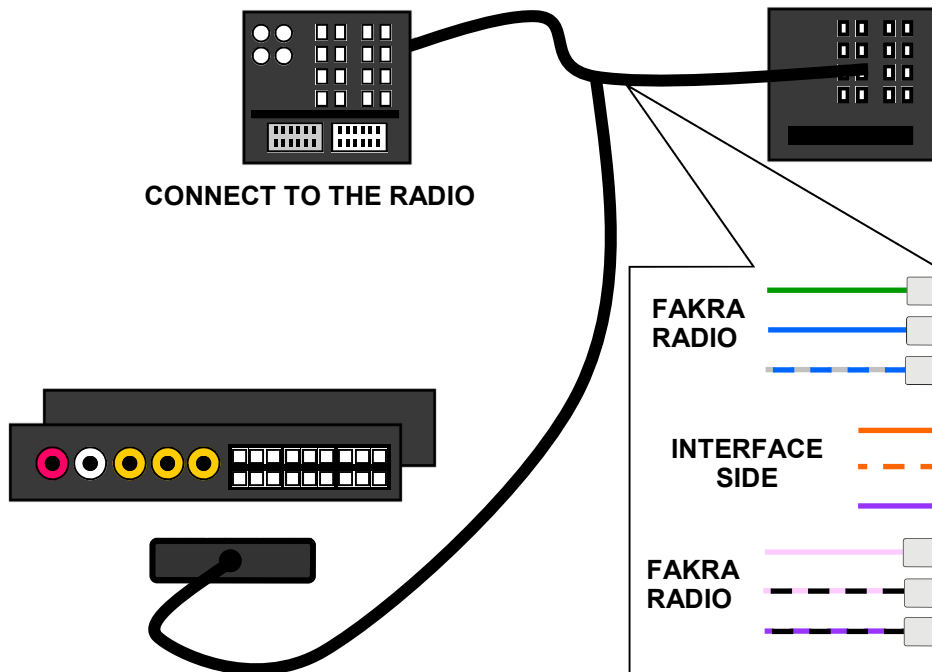 CONNECT TO THE RADIO
FAKRA
RADIO
INTERFACE
SIDE
FAKRA
RADIO